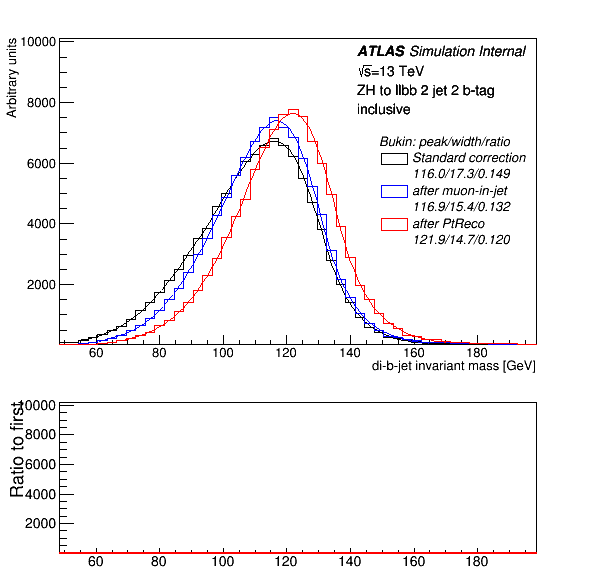 10000
8000
6000
4000
2000
Arbitrary units
ATLAS Simulation Internal
√s=13 TeV
ZH to llbb 2 jet 2 b-tag
inclusive
Bukin: peak/width/ratio
Standard correction
116.0/17.3/0.149
after muon-in-jet
116.9/15.4/0.132
after PtReco
121.9/14.7/0.120
60 80 100 120 140 160 180
di-b-jet invariant mass [GeV]
10000
8000
6000
4000
2000
Ratio to first
60 80 100 120 140 160 180